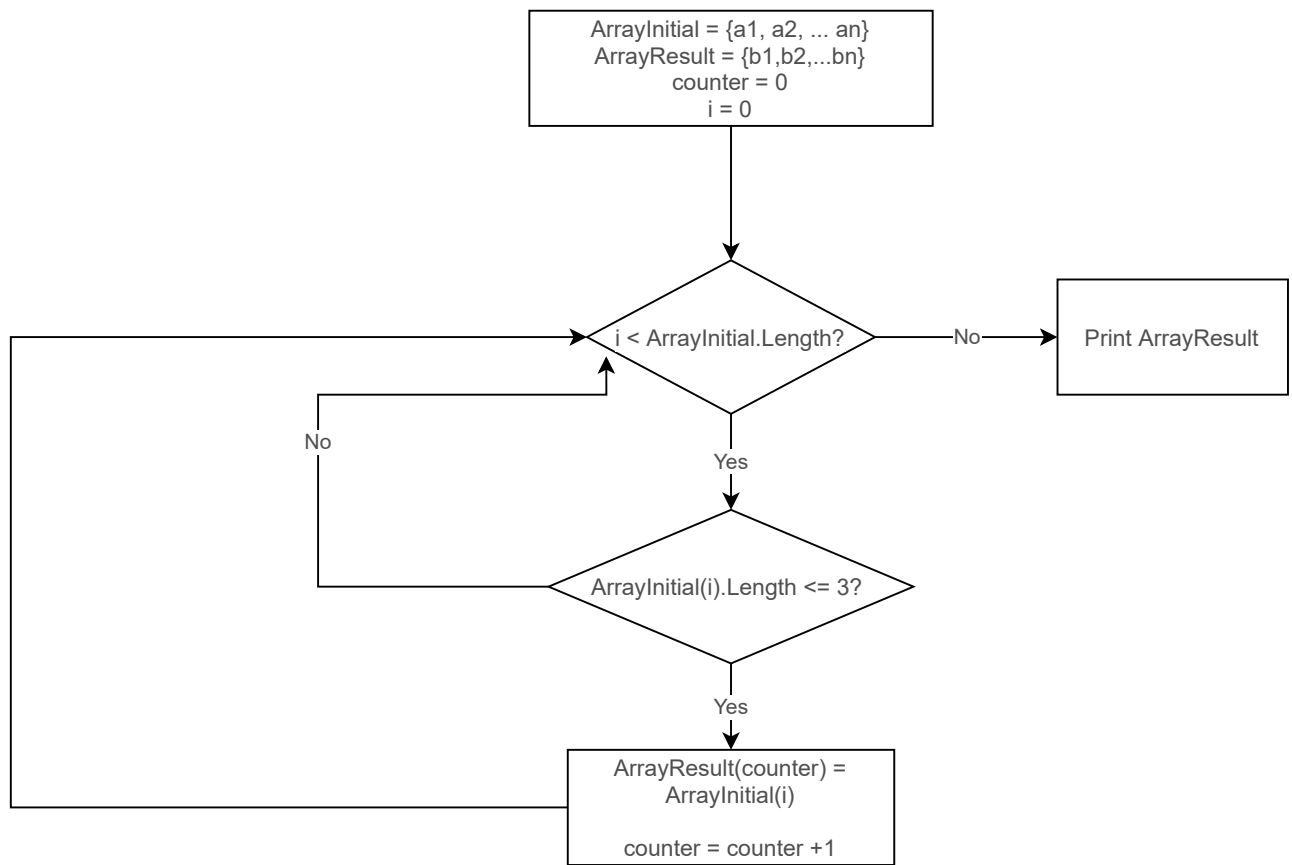 ArrayInitial = {a1, a2, ... an}
ArrayResult = {b1,b2,...bn}
counter = 0
i = 0
i < ArrayInitial.Length?
No
Print ArrayResult
No
Yes
ArrayInitial(i).Length <= 3?
Yes
ArrayResult(counter) =
ArrayInitial(i)
counter = counter +1